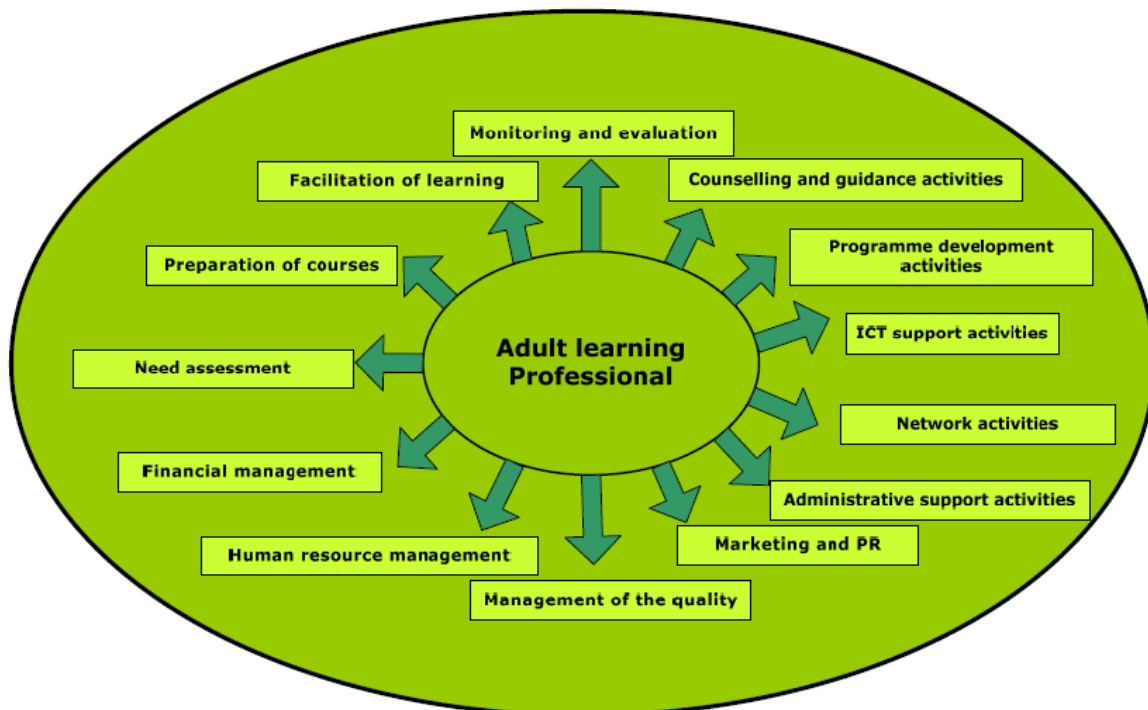 Monitoring and evaluation
Facilitation of learning
Counselling and guidance activities
Preparation of courses
Programme development
activities
ICT support activities
Adult learning
Professional
Need assessment
Network activities
Financial management
Administrative support activities
Human resource management
Marketing and PR
Management of the quality